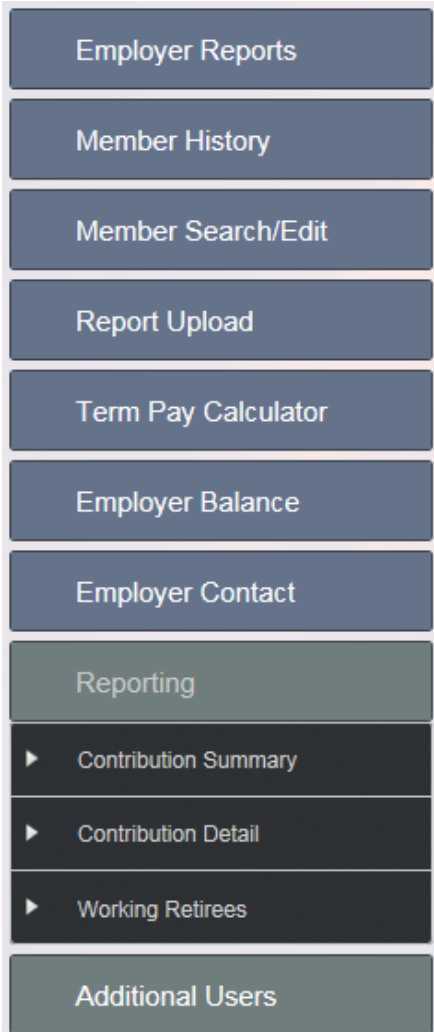 Employer Reports
Member History
Member Search/Edit
Report Upload
Term Pay Calculator
Employer Balance
Employer Contact
Reporting
Contribution Summary
Contribution Detail
Working Retirees
Additional Users